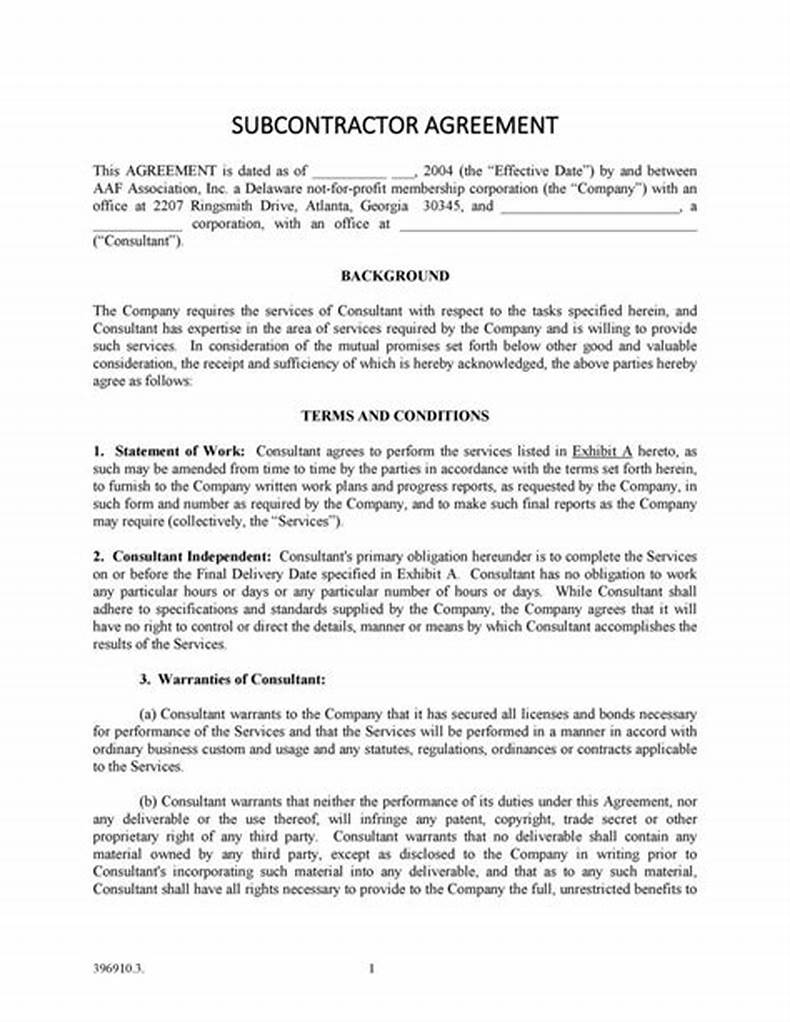 SUBCONTRACTOR AGREEMENT
This AGREEMENT is dated as of __________ ___, 2004 (the “Effective Date”) by and between
AAF Association, Inc. a Delaware not-for-profit membership corporation (the “Company”) with an
office at 2207 Ringsmith Drive, Atlanta, Georgia 30345, and ________________________, a
____________ corporation, with an office at ________________________________________
(“Consultant”).
BACKGROUND
The Company requires the services of Consultant with respect to the tasks specified herein, and
Consultant has expertise in the area of services required by the Company and is willing to provide
such services. In consideration of the mutual promises set forth below other good and valuable
consideration, the receipt and sufficiency of which is hereby acknowledged, the above parties hereby
agree as follows:
TERMS AND CONDITIONS
1. Statement of Work: Consultant agrees to perform the services listed in Exhibit A hereto, as
such may be amended from time to time by the parties in accordance with the terms set forth herein,
to furnish to the Company written work plans and progress reports, as requested by the Company, in
such form and number as required by the Company, and to make such final reports as the Company
may require (collectively, the “Services”).
2. Consultant Independent: Consultant's primary obligation hereunder is to complete the Services
on or before the Final Delivery Date specified in Exhibit A. Consultant has no obligation to work
any particular hours or days or any particular number of hours or days. While Consultant shall
adhere to specifications and standards supplied by the Company, the Company agrees that it will
have no right to control or direct the details, manner or means by which Consultant accomplishes the
results of the Services.
3. Warranties of Consultant:
(a) Consultant warrants to the Company that it has secured all licenses and bonds necessary
for performance of the Services and that the Services will be performed in a manner in accord with
ordinary business custom and usage and any statutes, regulations, ordinances or contracts applicable
to the Services.
(b) Consultant warrants that neither the performance of its duties under this Agreement, nor
any deliverable or the use thereof, will infringe any patent, copyright, trade secret or other
proprietary right of any third party. Consultant warrants that no deliverable shall contain any
material owned by any third party, except as disclosed to the Company in writing prior to
Consultant's incorporating such material into any deliverable, and that as to any such material,
Consultant shall have all rights necessary to provide to the Company the full, unrestricted benefits to
396910.3. 1